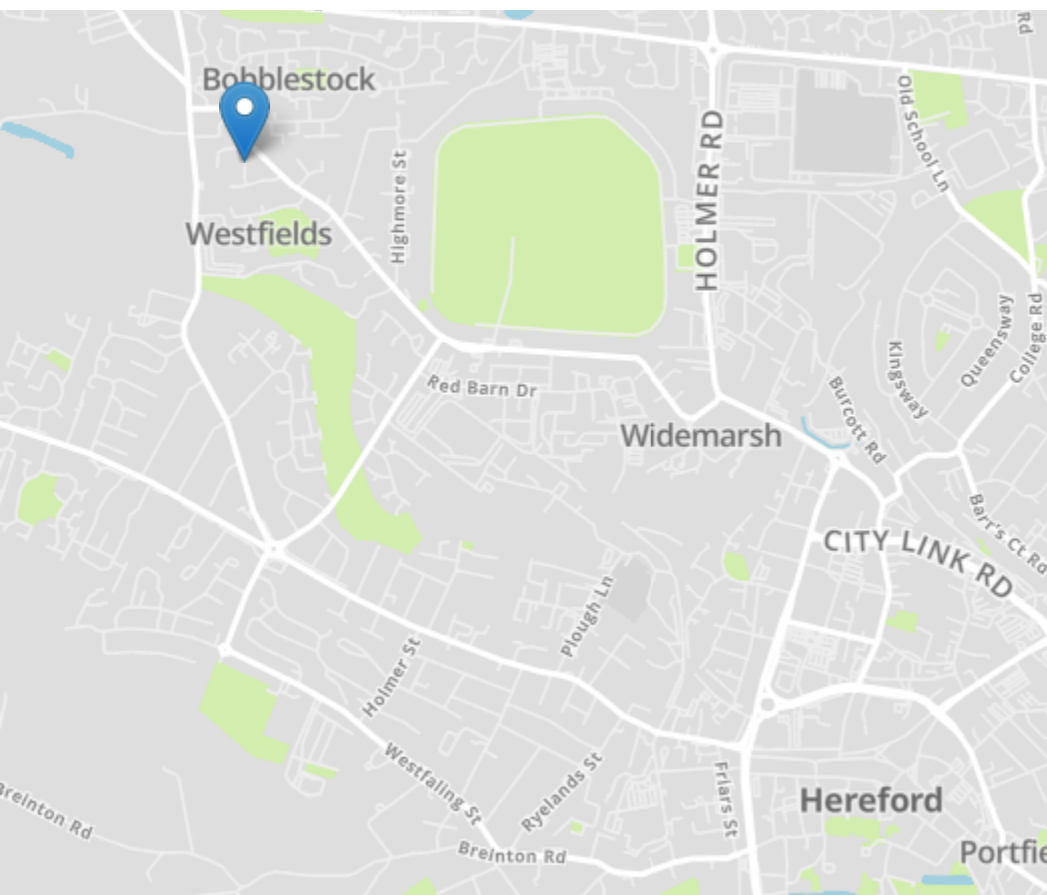 Rd
Bobblestock
Old School Ln
HOLMER RD
Highmore St
Westfields
Queensway
College Rd
Kingsway
Red Barn Dr
Burcott Rd
Widemarsh
Barr's Ct Rd
CITY LINK RD
Plough Ln
Holmer St
Westfaling St
Ryelands St
Friars St
Breinton Rd
Hereford
Breinton Rd
Portfie